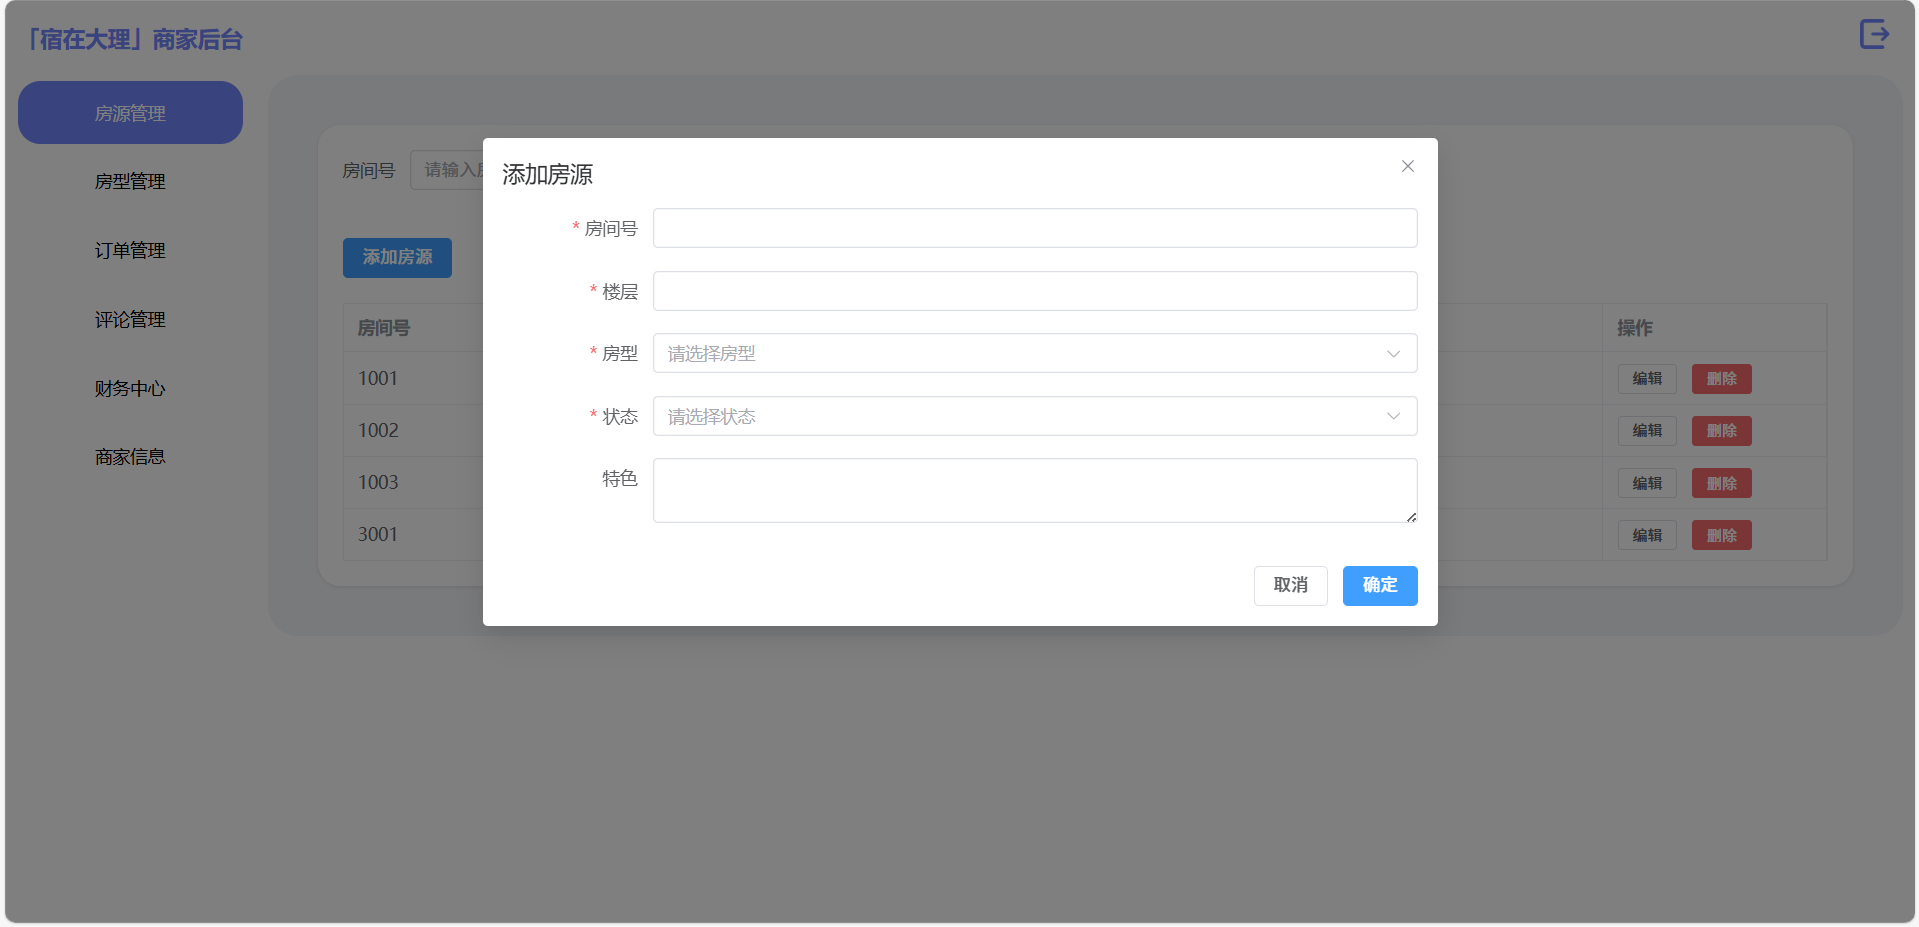 「宿在大理」商家后台
房源管理
房型管理
订单管理
评论管理
财务中心
商家信息
房间号 请输入
添加房源
房间号 操作
1001 编辑 删除
1002 编辑 删除
1003 编辑 删除
3001 编辑 删除
添加房源
* 房间号
* 楼层
* 房型 请选择房型
* 状态 请选择状态
特色
取消 确定